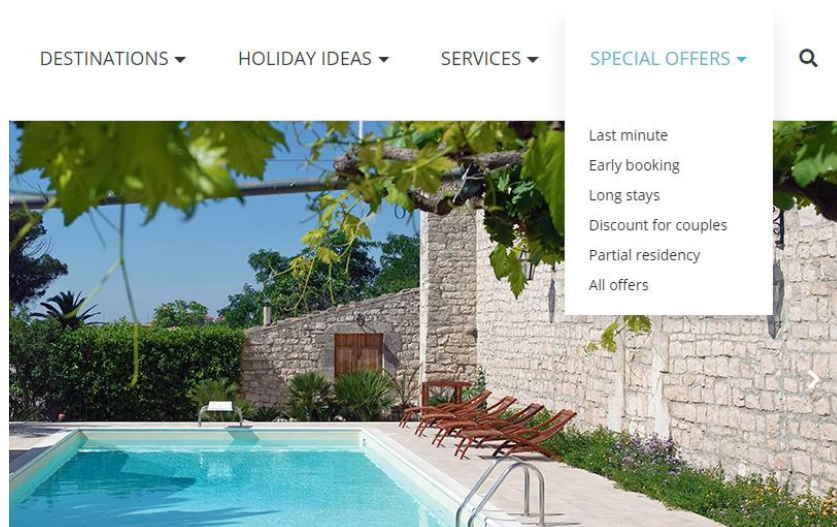 DESTINATIONS
HOLIDAY IDEAS
SERVICES
SPECIAL OFFERS
Last minute
Early booking
Long stays
Discount for couples
Partial residency
All offers